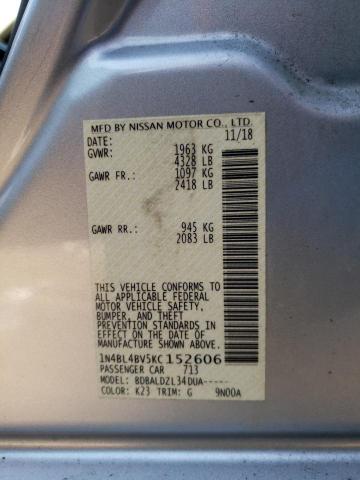 MFD BY NISSAN MOTOR CO., LTD.
DATE: 11/18
GVWR: 1963 KG
4328 LB
GAWR FR.: 1097 KG
2418 LB
GAWR RR.: 945 KG
2083 LB
THIS VEHICLE CONFORMS TO
ALL APPLICABLE FEDERAL
MOTOR VEHICLE SAFETY,
BUMPER, AND THEFT
PREVENTION STANDARDS IN
EFFECT ON THE DATE OF
MANUFACTURE SHOWN ABOVE.
1N4BL4BV5KC152606
PASSENGER CAR 713
MODEL: BDBALDZL34DUA-----
COLOR: K23 TRIM: G 9N00A